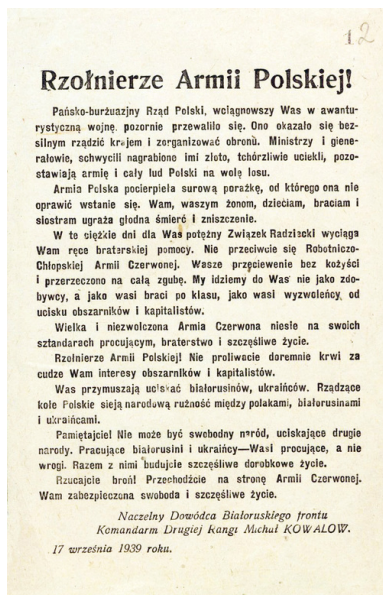 12
Rzołnierze Armii Polskiej!
Pańsko-burżuazjny Rząd Polski, wciągnowszy Was w awantu-
rystyczną wojnę, pozornie przewaliło się. Ono okazało się bez-
silnym rządzić krajem i zorganizować obronù. Ministrzy i giene-
rałowie, schwycili nagrabione imi złoto, tchórzliwie uciekli, pozo-
stawiają armię i cały lud Polski na wolę losu.
Armia Polska pocierpiela surową porażkę, od którego ona nie
oprawić wstanie się. Wam, waszym żonom, dzieciam, braciam i
siostram ugraża głodna śmierć i zniszczenie.
W te ciężkie dni dla Was potężny Związek Radziecki wyciąga
Wam ręce braterskiej pomocy. Nie przeciwcie się Robotniczo-
Chłopskiej Armii Czerwonej. Wasze przęciewenie bez kożyści
i przerzeczono na całą zgubę. My idziemy do Was nie jako zdo-
bywcy, a jako wasi braci po klasu, jako wasi wyzwoleńcy od
ucisku obszarników i kapitalistów.
Wielka i niezwolczona Armia Czerwona niesie na swoich
sztandarach procującym, braterstwo i szczęśliwe życie.
Rzołnierze Armii Polskiej! Nie proliwacie doremnie krwi za
cudze Wam interesy obszarników i kapitalistów.
Was przymuszają uciskać białorusinów, ukraińców. Rządzące
kole Polskie sieją narodową rużność między polakami, białorusinami
i ukraińcami.
Pamiętajcie! Nie może być swobodny naród, uciskające drugie
narody. Pracujące białorusini i ukraińcy—Wasi procujące, a nie
wrogi. Razem z nimi budujcie szczęśliwe dorobkowe życie.
Rzucajcie broń! Przechodźcie na stronę Armii Czerwonej.
Wam zabezpieczona swoboda i szczęśliwe życie.
Naczelny Dowódca Białoruskiego frontu
Komandarm Drugiej Rangi Michał KOWALOW.
17 września 1939 roku.